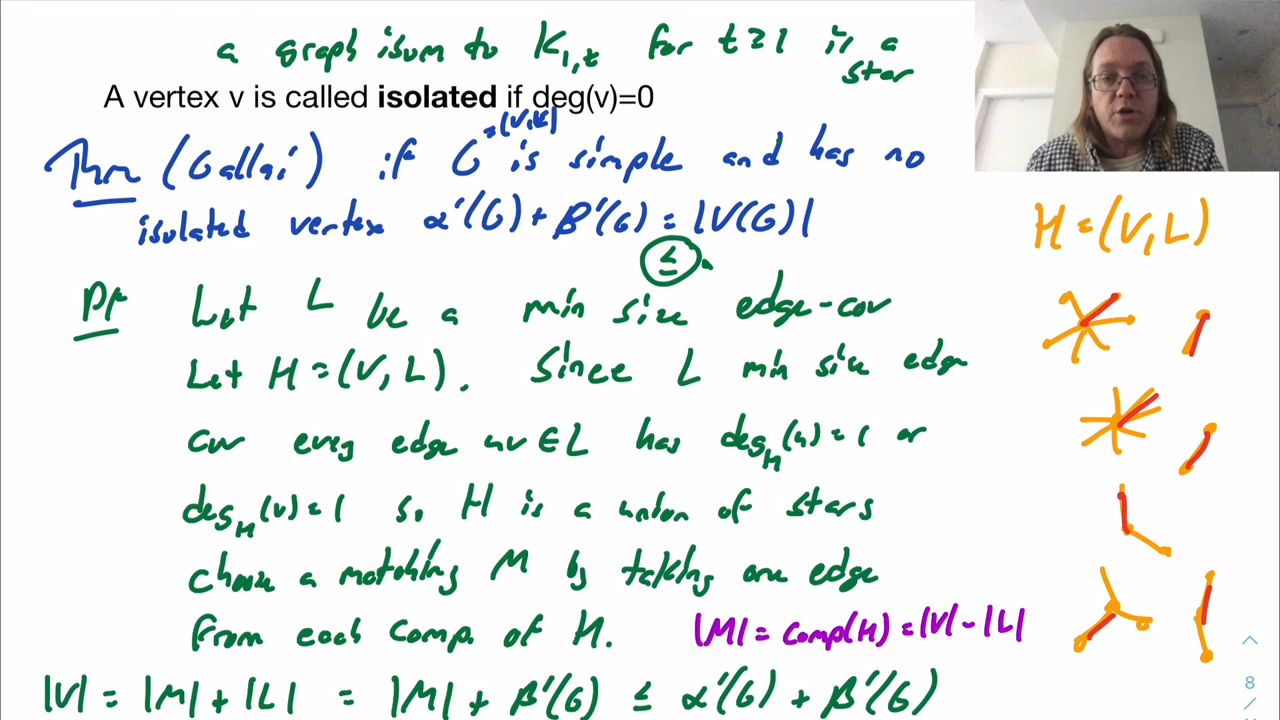 a graph isom to K₁,ₜ for t≥1 is a star
A vertex v is called isolated if deg(v)=0
Thm (Gallai) if G=(V,E) is simple and has no
isolated vertex α'(G) + β'(G) = |V(G)|
≤
H = (V, L)
Pf Let L be a min size edge-cov
Let H = (V, L). Since L min size edge
cov every edge uv ∈ L has deg_H(u) = 1 or
deg_H(v) = 1 so H is a union of stars
choose a matching M by taking one edge
from each comp. of H. |M| = comp(H) = |V| - |L|
|V| = |M| + |L| = |M| + β'(G) ≤ α'(G) + β'(G)
8
/